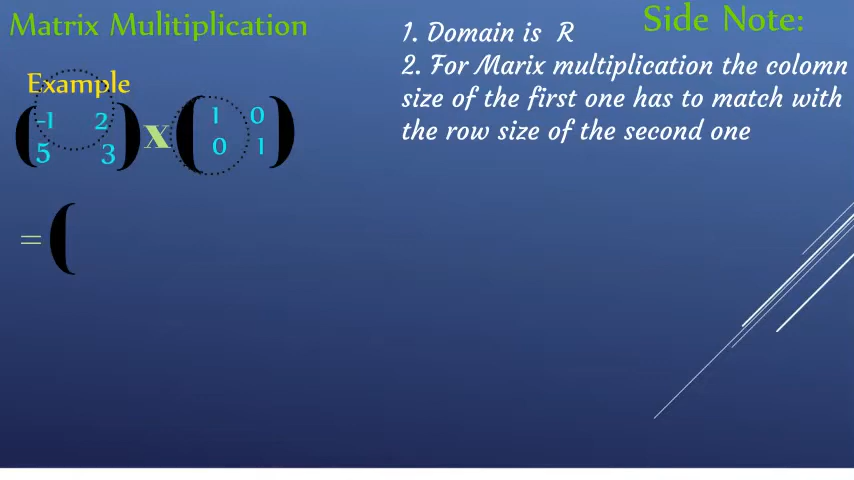 Matrix Mulitiplication
Side Note:
1. Domain is R
2. For Marix multiplication the colomn
size of the first one has to match with
the row size of the second one
Example
( -1 2 ) x ( 1 0 )
5 3 0 1
= (